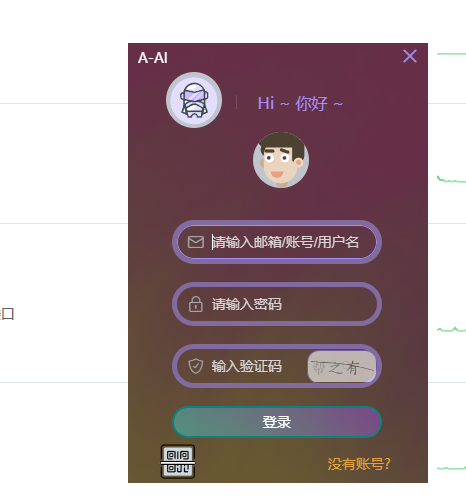 A-AI
Hi ~ 你好 ~
请输入邮箱/账号/用户名
口
请输入密码
输入验证码
帮之有
登录
没有账号?